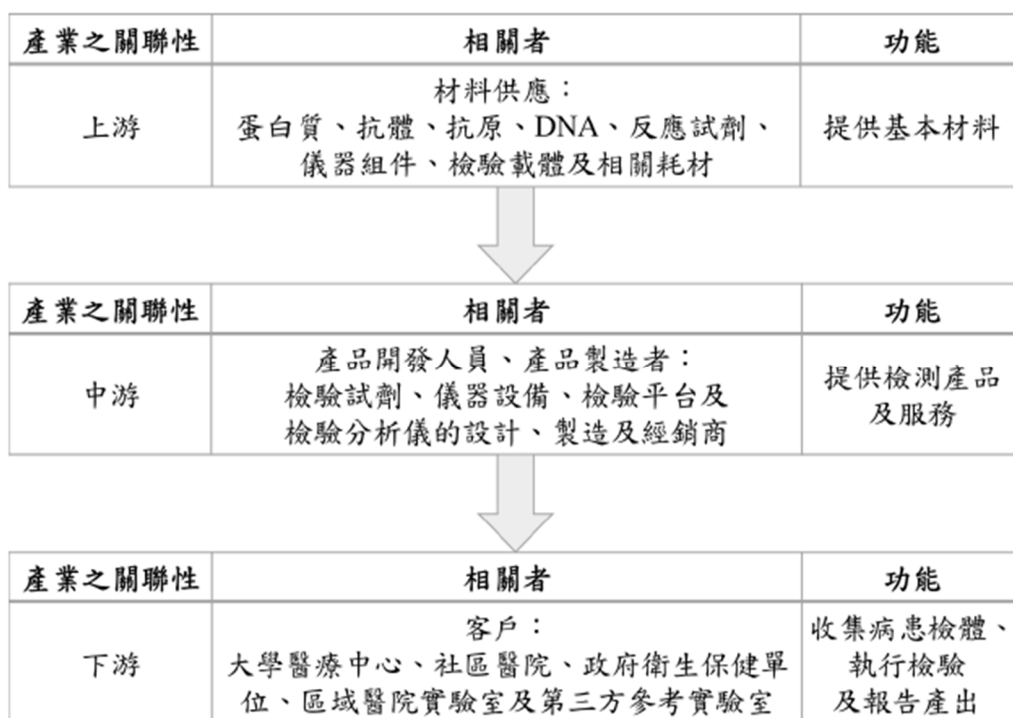 產業之關聯性 相關者 功能
材料供應：
上游 蛋白質、抗體、抗原、DNA、反應試劑、 提供基本材料
儀器組件、檢驗載體及相關耗材
產業之關聯性 相關者 功能
產品開發人員、產品製造者：
中游 檢驗試劑、儀器設備、檢驗平台及 提供檢測產品
檢驗分析儀的設計、製造及經銷商 及服務
產業之關聯性 相關者 功能
客戶： 收集病患檢體、
下游 大學醫療中心、社區醫院、政府衛生保健單 執行檢驗
位、區域醫院實驗室及第三方參考實驗室 及報告產出